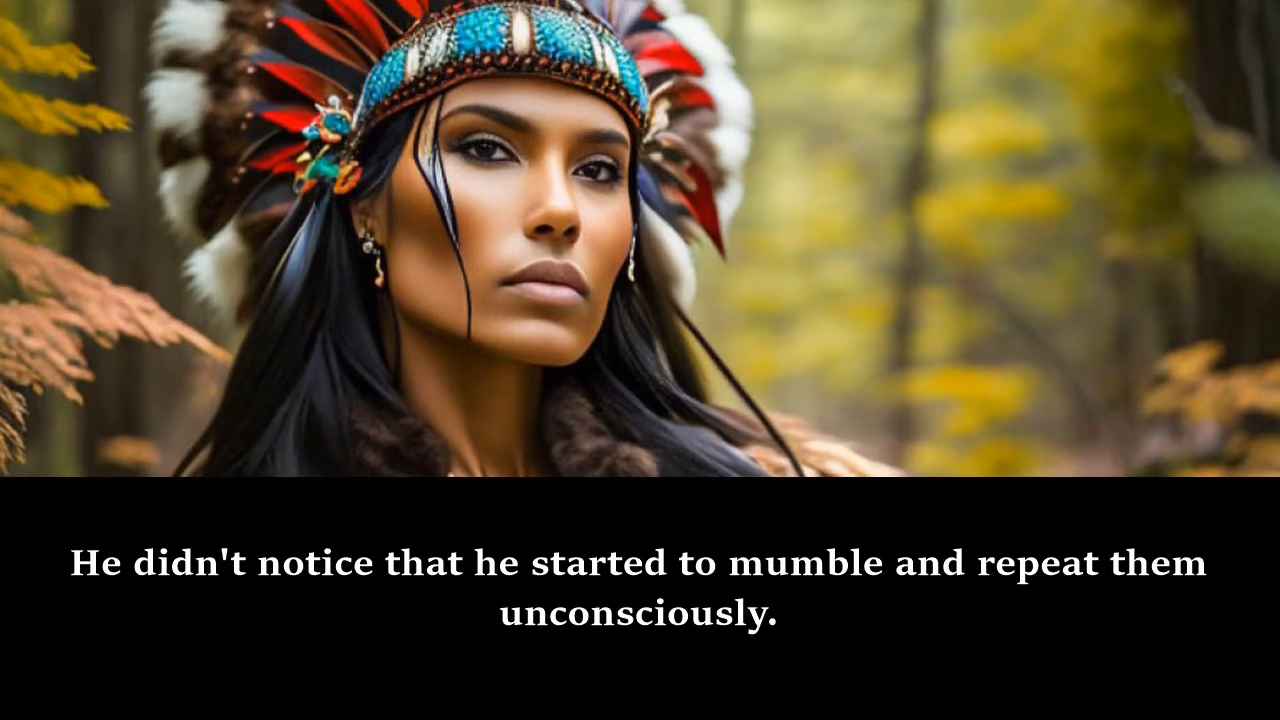 He didn't notice that he started to mumble and repeat them
unconsciously.